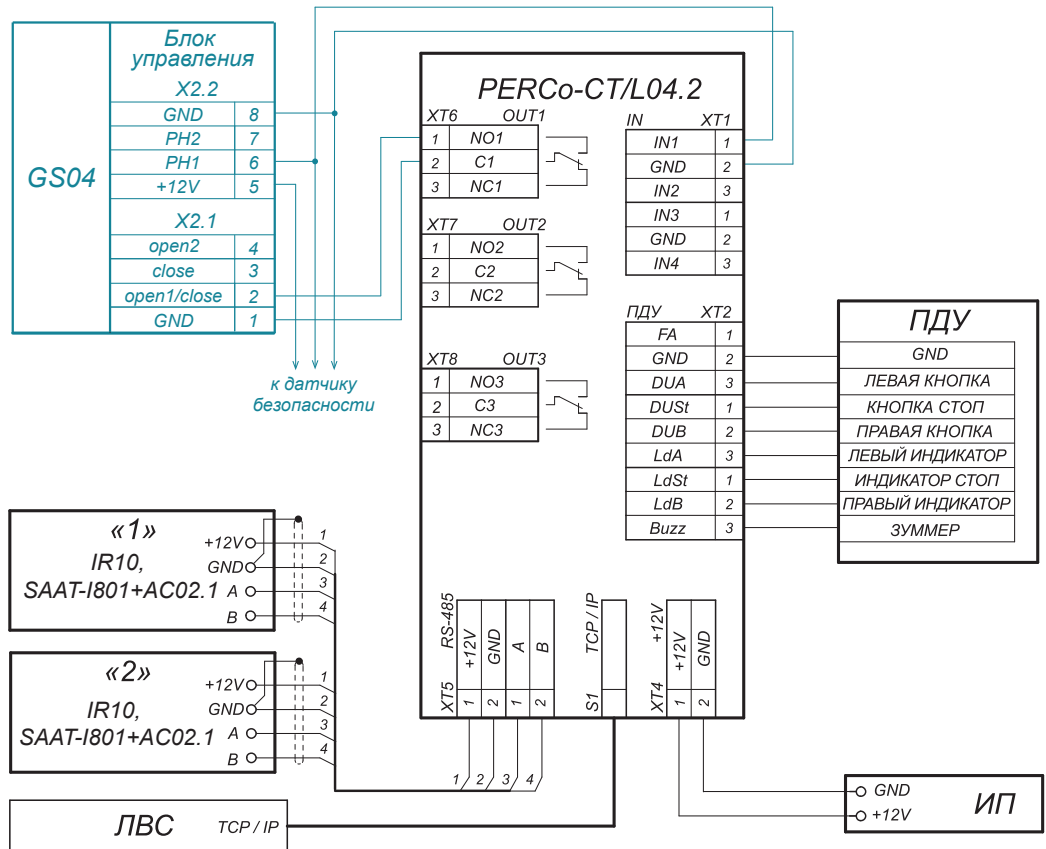 Блок
управления
GS04
X2.2
GND 8
PH2 7
PH1 6
+12V 5
X2.1
open2 4
close 3
open1/close 2
GND 1
к датчику
безопасности
PERCo-CT/L04.2
XT6 OUT1
1 NO1
2 C1
3 NC1
XT7 OUT2
1 NO2
2 C2
3 NC2
XT8 OUT3
1 NO3
2 C3
3 NC3
IN XT1
IN1 1
GND 2
IN2 3
IN3 1
GND 2
IN4 3
ПДУ XT2
FA 1
GND 2
DUA 3
DUSt 1
DUB 2
LdA 3
LdSt 1
LdB 2
Buzz 3
ПДУ
GND
ЛЕВАЯ КНОПКА
КНОПКА СТОП
ПРАВАЯ КНОПКА
ЛЕВЫЙ ИНДИКАТОР
ИНДИКАТОР СТОП
ПРАВЫЙ ИНДИКАТОР
ЗУММЕР
«1»
IR10,
SAAT-I801+AC02.1
+12V 1
GND 2
A 3
B 4
«2»
IR10,
SAAT-I801+AC02.1
+12V 1
GND 2
A 3
B 4
XT5 RS-485
1 +12V
2 GND
1 A
2 B
1 2 3 4
S1 TCP / IP
XT4 +12V
1 +12V
2 GND
ЛВС TCP / IP
GND
+12V
ИП